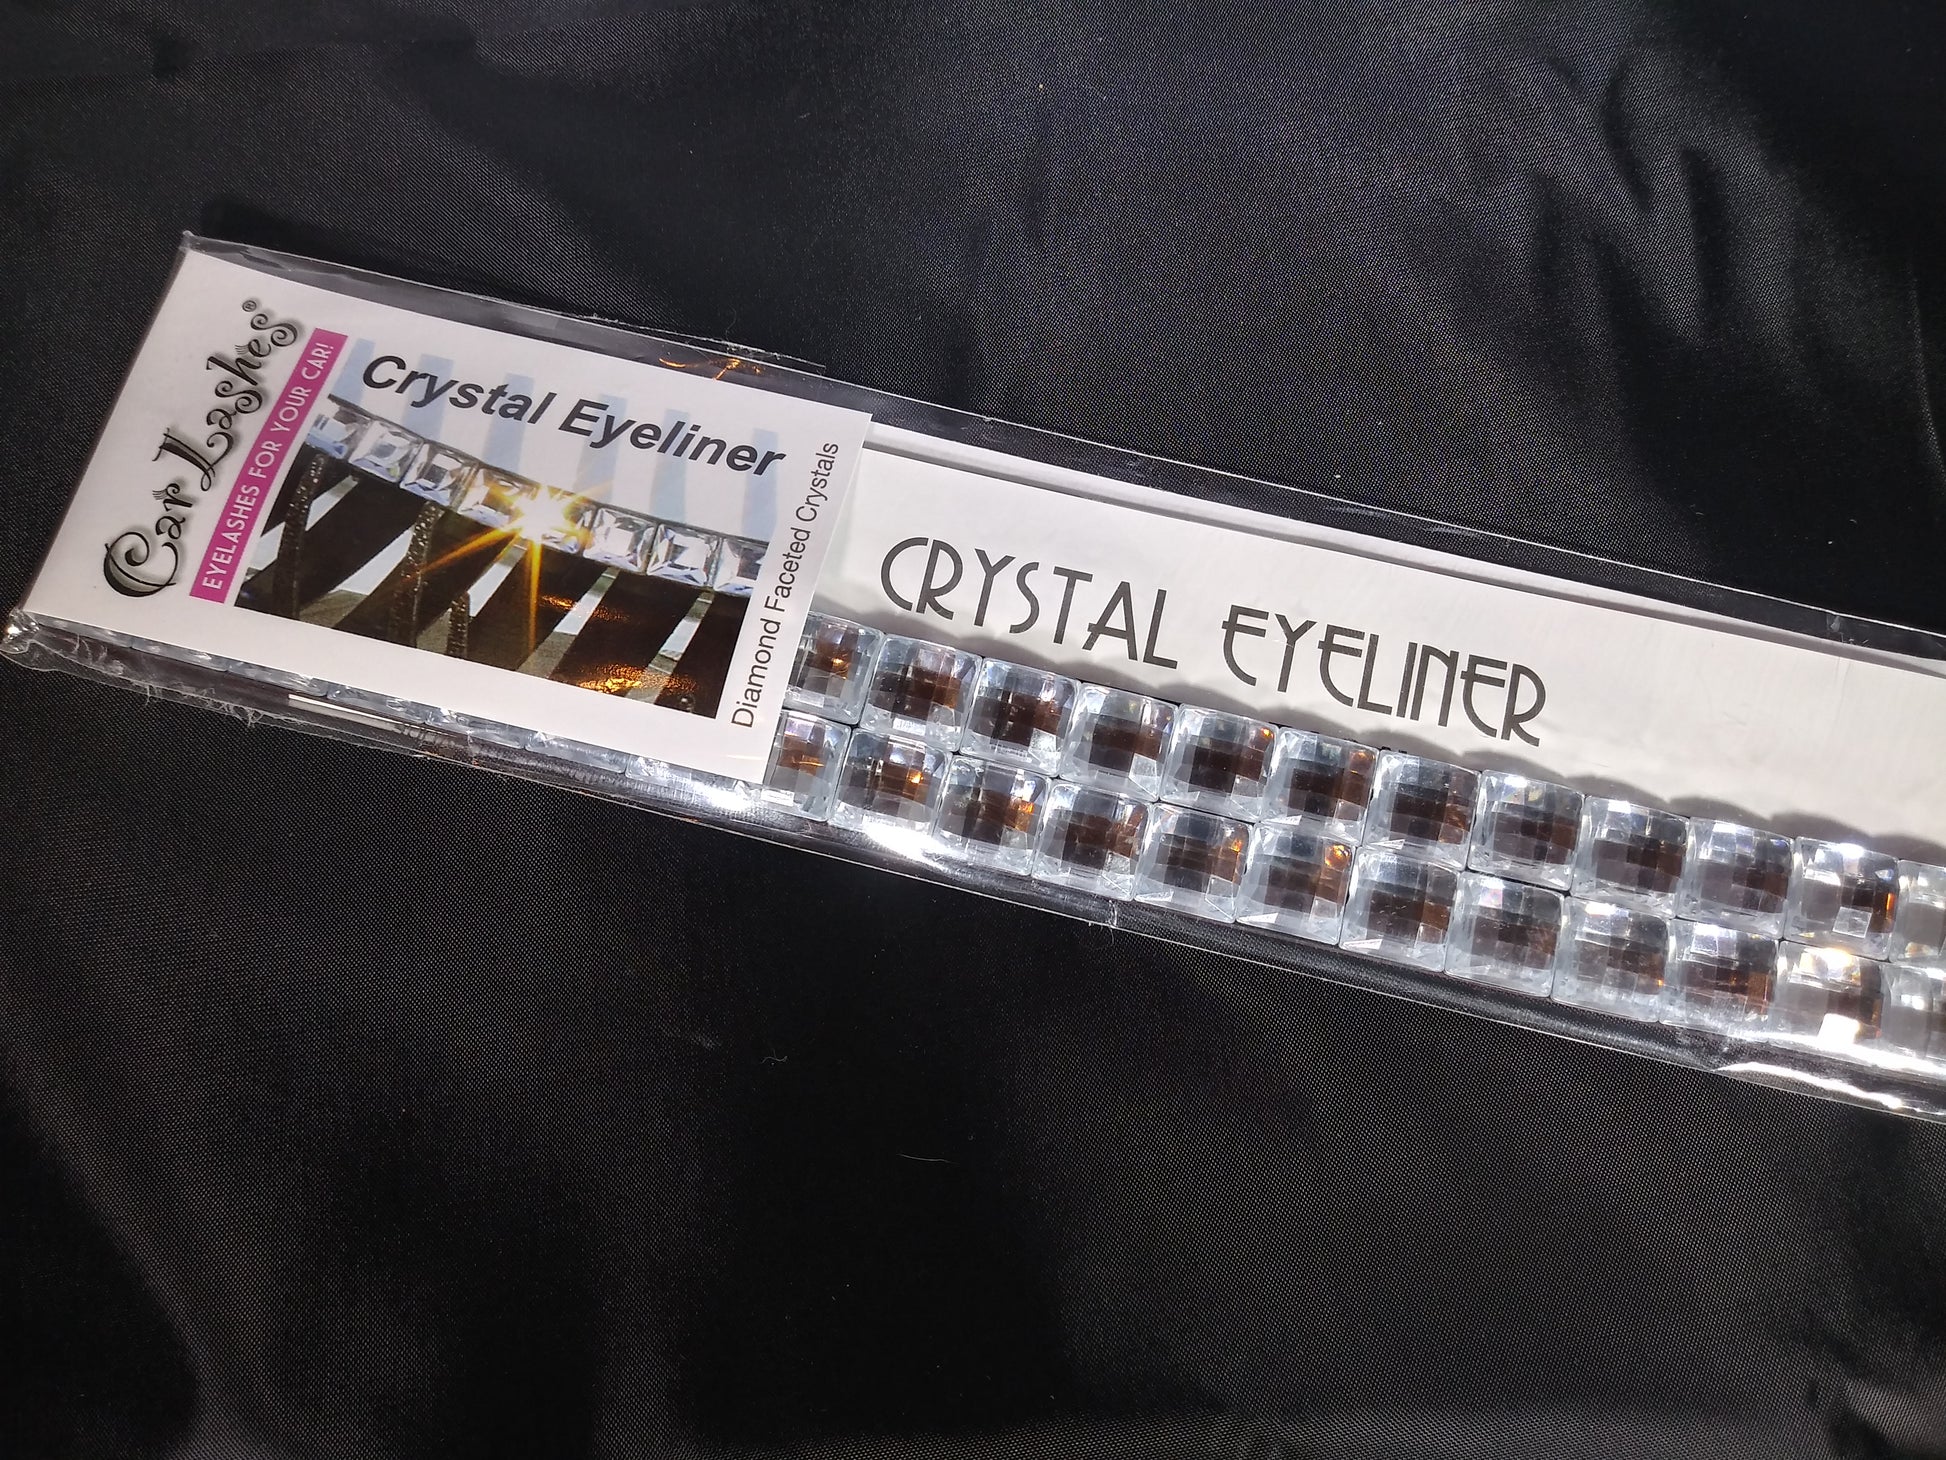 Car Lashes®
EYELASHES FOR YOUR CAR!
Crystal Eyeliner
Diamond Faceted Crystals
CRYSTAL EYELINER